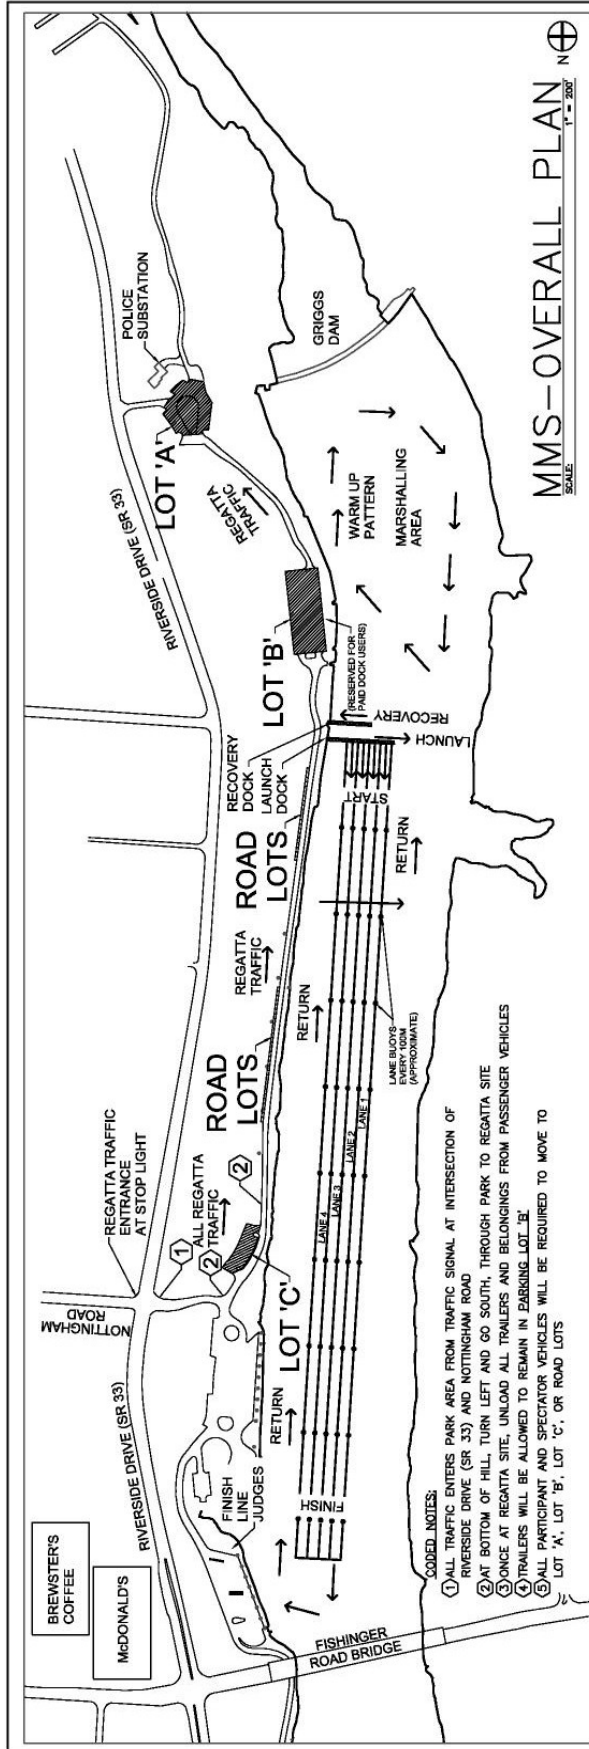 BREWSTER'S
COFFEE
McDONALD'S
RIVERSIDE DRIVE (SR 33)
NOTTINGHAM
ROAD
REGATTA TRAFFIC
ENTRANCE
AT STOP LIGHT
1
2
ALL REGATTA
TRAFFIC
2
LOT 'C'
FINISH
LINE
JUDGES
ROAD
LOTS
REGATTA
TRAFFIC
ROAD
LOTS
RECOVERY
DOCK
LAUNCH
DOCK
LOT 'B'
(RESERVED FOR
PAID DOCK USERS)
RIVERSIDE DRIVE (SR 33)
REGATTA
TRAFFIC
LOT 'A'
POLICE
SUBSTATION
GRIGGS
DAM
WARM UP
PATTERN
MARSHALLING
AREA
RECOVERY
LAUNCH
START
RETURN
RETURN
RETURN
LANE 4
LANE 3
LANE 2
LANE 1
LANE BUOYS
EVERY 100M
(APPROXIMATE)
FINISH
FISHINGER
ROAD BRIDGE
CODED NOTES:
1 ALL TRAFFIC ENTERS PARK AREA FROM TRAFFIC SIGNAL AT INTERSECTION OF
RIVERSIDE DRIVE (SR 33) AND NOTTINGHAM ROAD
2 AT BOTTOM OF HILL, TURN LEFT AND GO SOUTH, THROUGH PARK TO REGATTA SITE
3 ONCE AT REGATTA SITE, UNLOAD ALL TRAILERS AND BELONGINGS FROM PASSENGER VEHICLES
4 TRAILERS WILL BE ALLOWED TO REMAIN IN PARKING LOT 'B'
5 ALL PARTICIPANT AND SPECTATOR VEHICLES WILL BE REQUIRED TO MOVE TO
LOT 'A', LOT 'B', LOT 'C', OR ROAD LOTS
MMS-OVERALL PLAN
SCALE: 1" = 200'
N